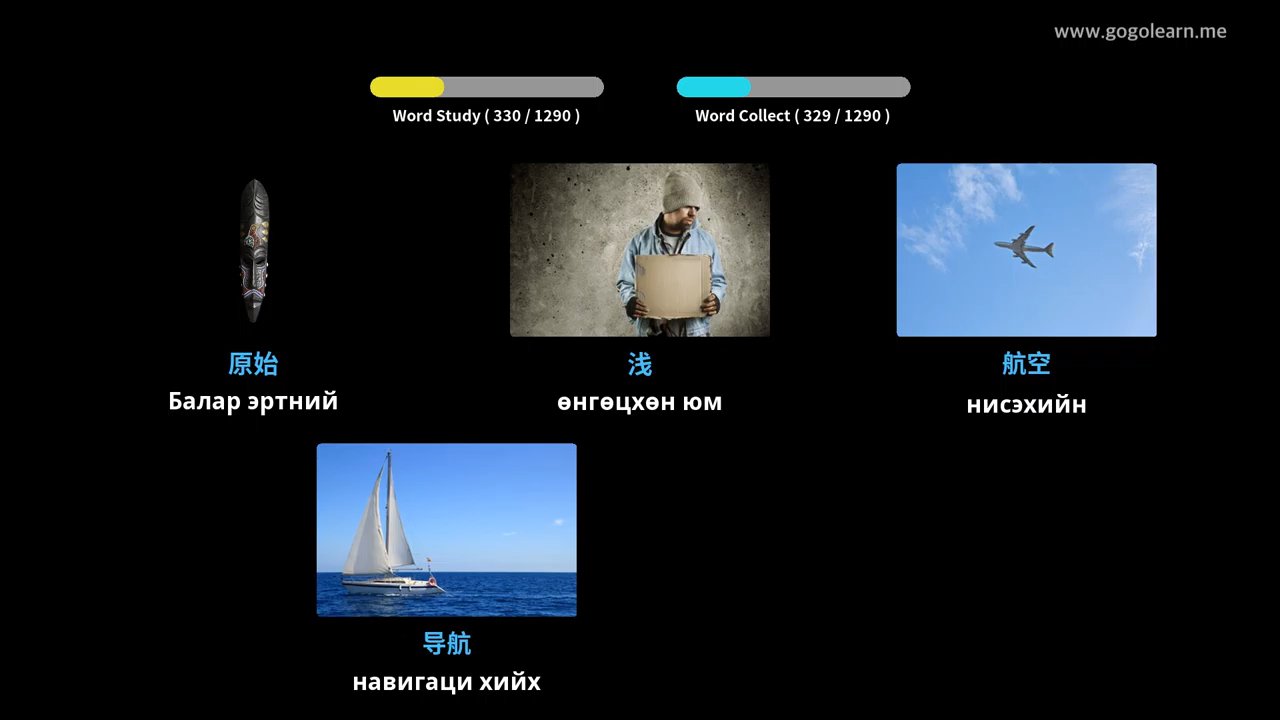 www.gogolearn.me
Word Study ( 330 / 1290 )
Word Collect ( 329 / 1290 )
原始
Балар эртний
浅
өнгөцхөн юм
航空
нисэхийн
导航
навигаци хийх